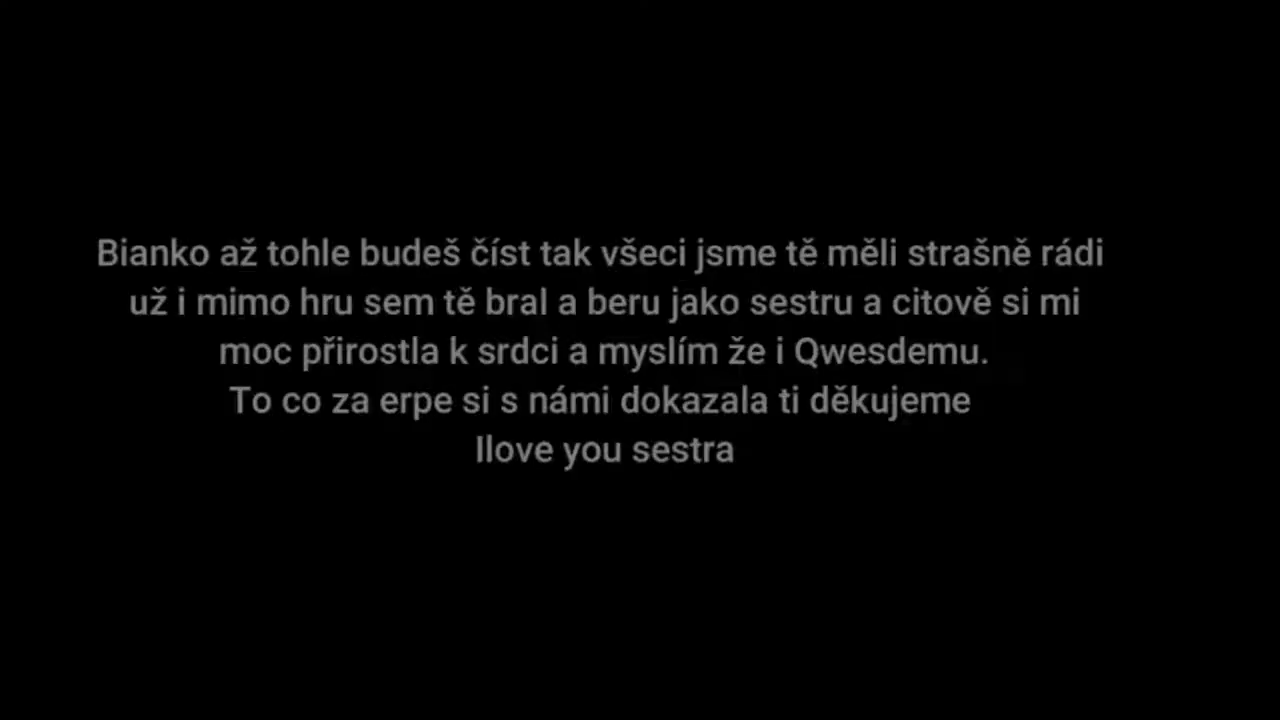 Bianko až tohle budeš číst tak všeci jsme tě měli strašně rádi
už i mimo hru sem tě bral a beru jako sestru a citově si mi
moc přirostla k srdci a myslím že i Qwesdemu.
To co za erpe si s námi dokazala ti děkujeme
Ilove you sestra